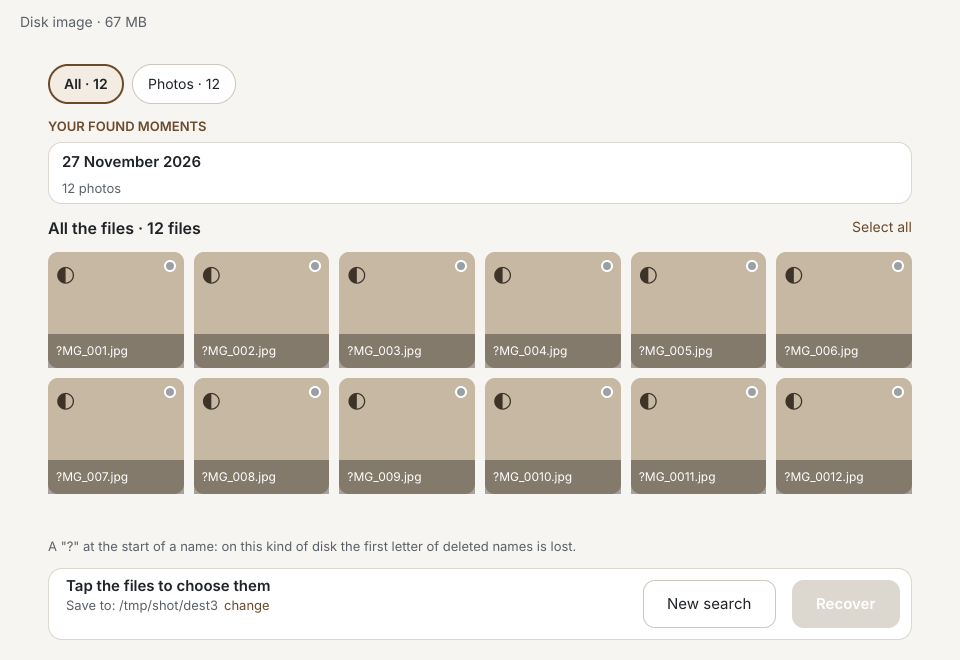 Disk image · 67 MB
All · 12
Photos · 12
YOUR FOUND MOMENTS
27 November 2026
12 photos
All the files · 12 files
Select all
?MG_001.jpg
?MG_002.jpg
?MG_003.jpg
?MG_004.jpg
?MG_005.jpg
?MG_006.jpg
?MG_007.jpg
?MG_008.jpg
?MG_009.jpg
?MG_0010.jpg
?MG_0011.jpg
?MG_0012.jpg
A "?" at the start of a name: on this kind of disk the first letter of deleted names is lost.
Tap the files to choose them
Save to: /tmp/shot/dest3 change
New search
Recover